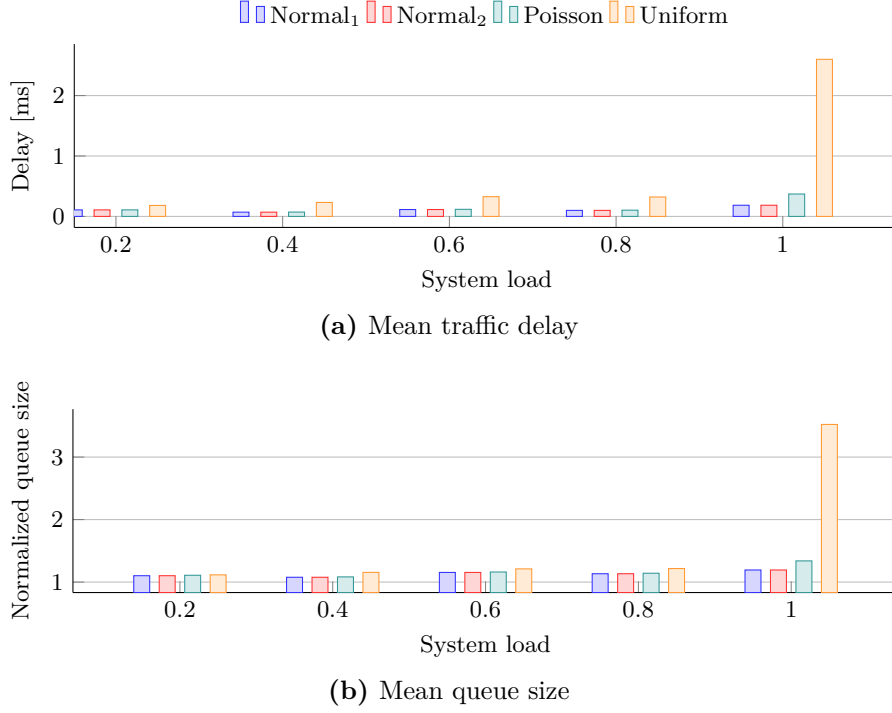 Normal₁ Normal₂ Poisson Uniform
Delay [ms]
2
1
0
0.2 0.4 0.6 0.8 1
System load
(a) Mean traffic delay
Normalized queue size
3
2
1
0.2 0.4 0.6 0.8 1
System load
(b) Mean queue size